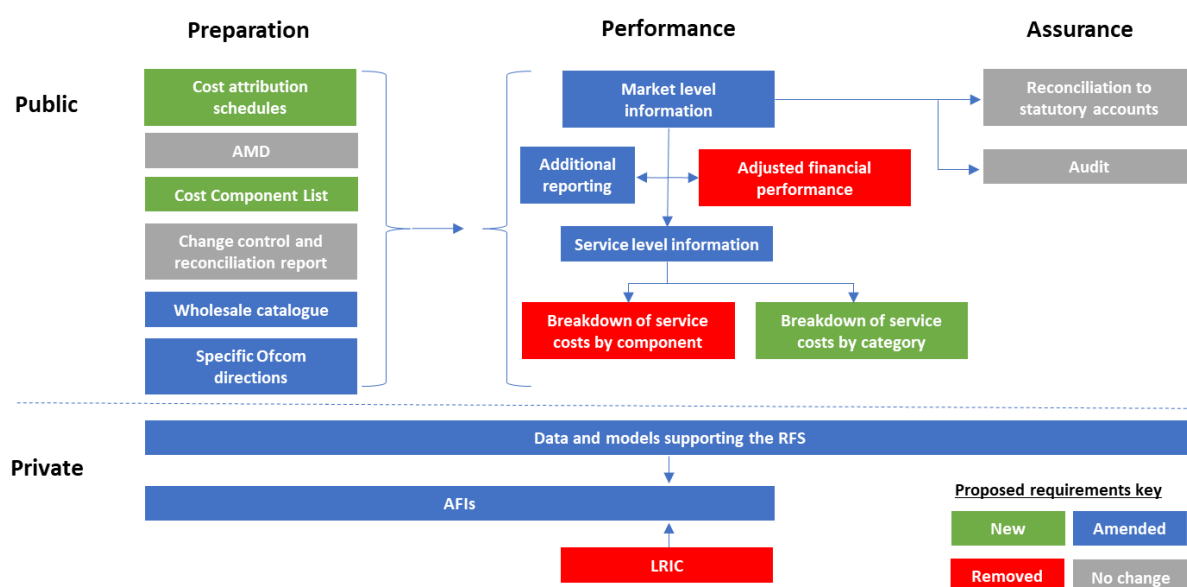 Preparation
Performance
Assurance
Public
Cost attribution
schedules
AMD
Cost Component List
Change control and
reconciliation report
Wholesale catalogue
Specific Ofcom
directions
Market level
information
Additional
reporting
Adjusted financial
performance
Service level information
Breakdown of service
costs by component
Breakdown of service
costs by category
Reconciliation to
statutory accounts
Audit
Private
Data and models supporting the RFS
AFIs
LRIC
Proposed requirements key
New
Amended
Removed
No change